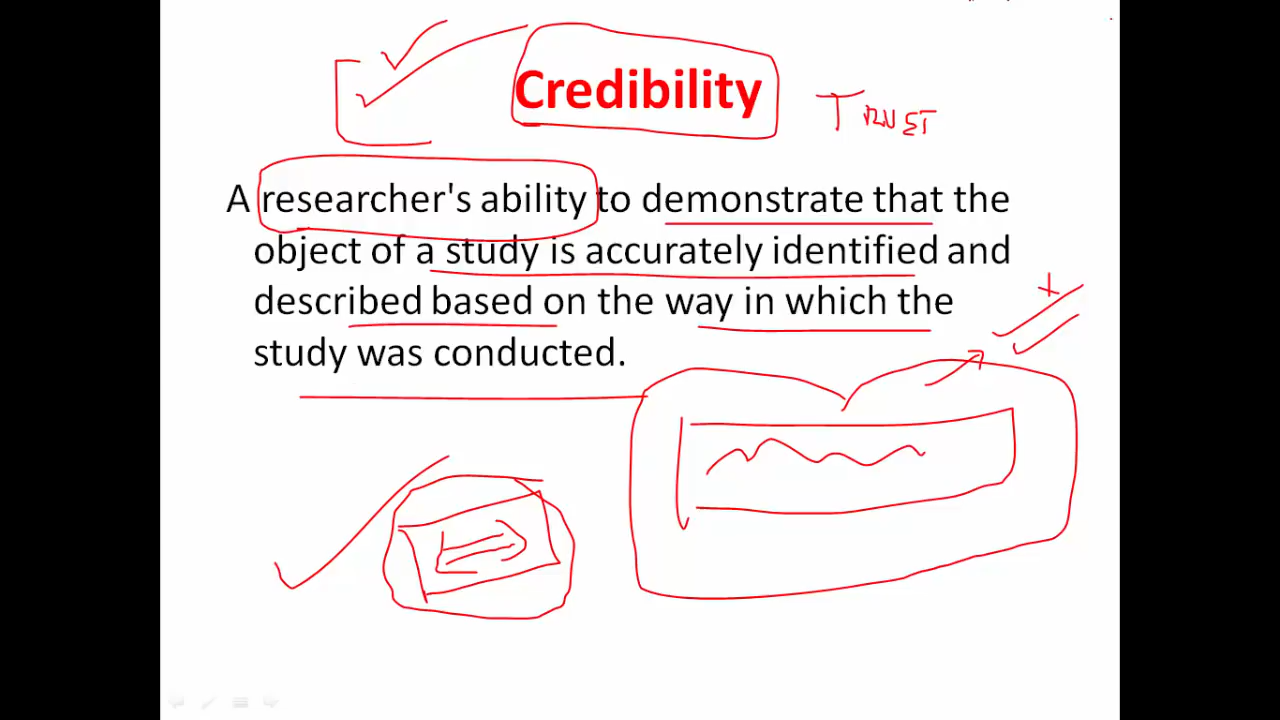 Credibility
TRUST
A researcher's ability to demonstrate that the
object of a study is accurately identified and
described based on the way in which the
study was conducted.